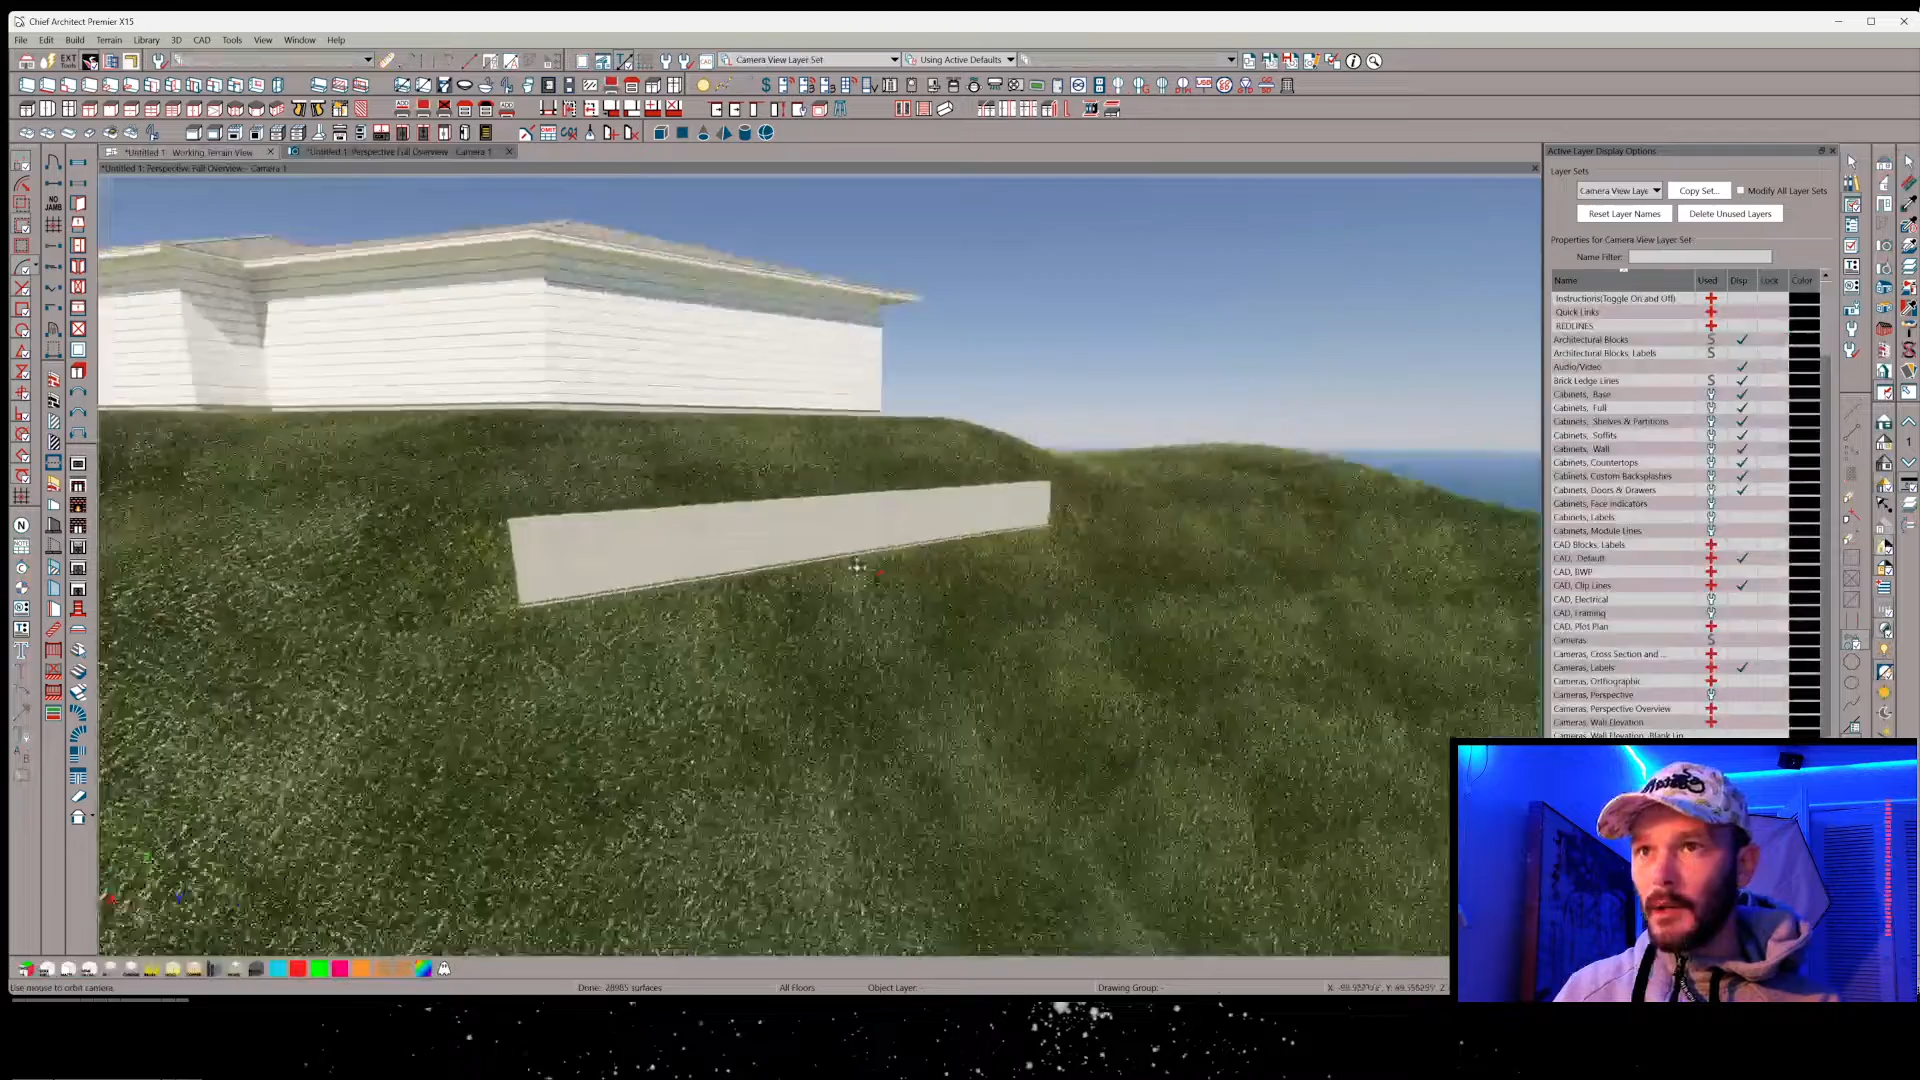 Chief Architect Premier X15
File Edit Build Terrain Library 3D CAD Tools View Window Help
EXT
Tools
Camera View Layer Set
Using Active Defaults
*Untitled 1: Working Terrain View
*Untitled 1: Perspective Full Overview - Camera 1
*Untitled 1: Perspective Full Overview - Camera 1
NO
JAMB
Active Layer Display Options
Layer Sets
Camera View Laye
Copy Set...
Modify All Layer Sets
Reset Layer Names
Delete Unused Layers
Properties for Camera View Layer Set
Name Filter:
Name Used Disp Lock Color
Instructions(Toggle On and Off)
Quick Links
REDLINES
Architectural Blocks S
Architectural Blocks, Labels S
Audio/Video
Brick Ledge Lines S
Cabinets, Base
Cabinets, Full
Cabinets, Shelves & Partitions
Cabinets, Soffits
Cabinets, Wall
Cabinets, Countertops
Cabinets, Custom Backsplashes
Cabinets, Doors & Drawers
Cabinets, Face Indicators
Cabinets, Labels
Cabinets, Module Lines
CAD Blocks, Labels
CAD, Default
CAD, BWP
CAD, Clip Lines
CAD, Electrical
CAD, Framing
CAD, Plot Plan
Cameras S
Cameras, Cross Section and ...
Cameras, Labels
Cameras, Orthographic
Cameras, Perspective
Cameras, Perspective Overview
Cameras, Wall Elevation
Use mouse to orbit camera.
Done: 28985 surfaces
All Floors
Object Layer: -
Drawing Group: -